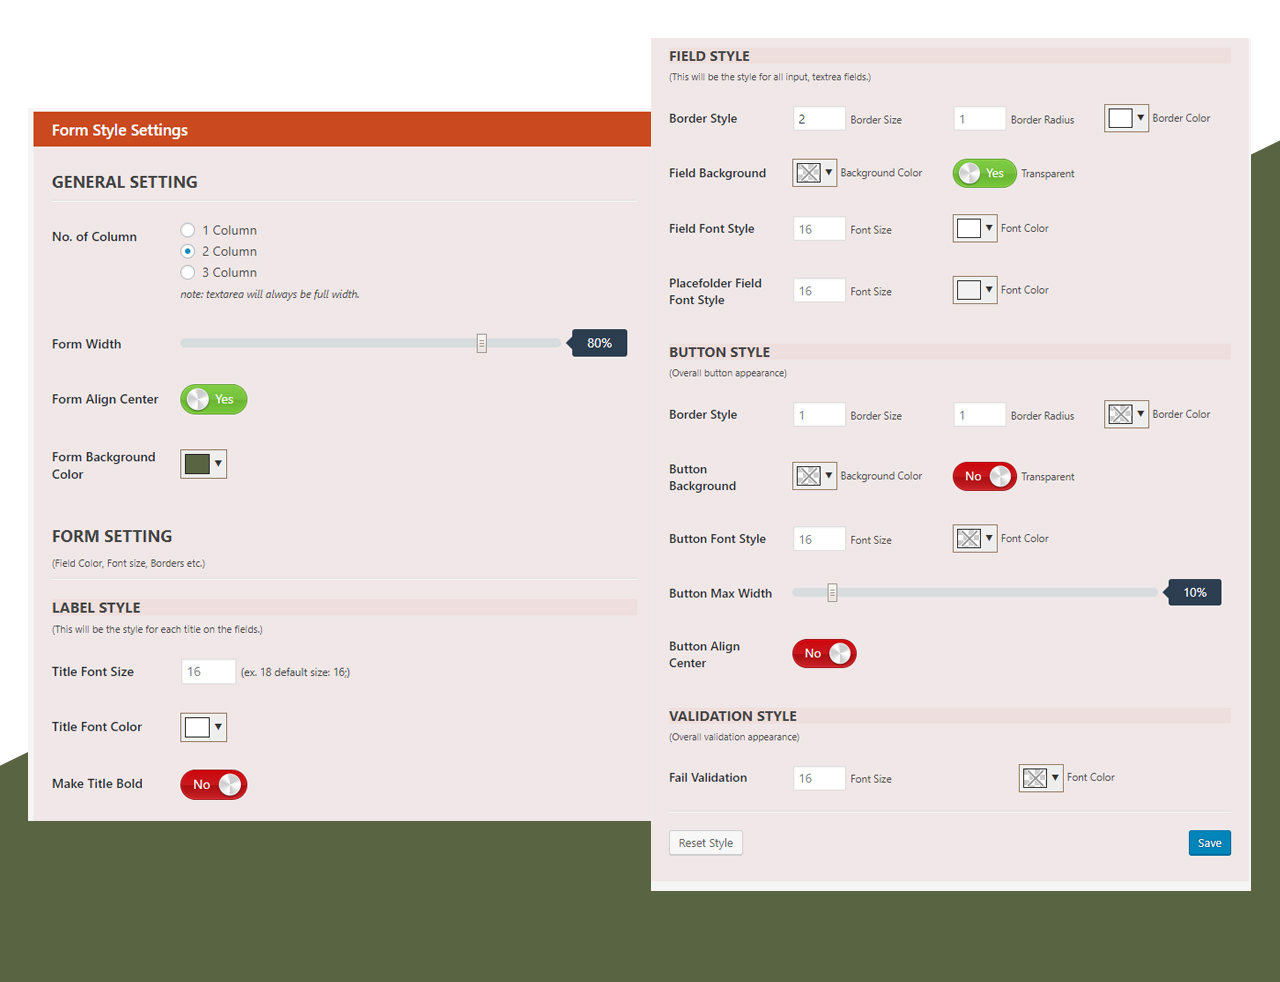 Form Style Settings
GENERAL SETTING
No. of Column
1 Column
2 Column
3 Column
note: textarea will always be full width.
Form Width
80%
Form Align Center
Yes
Form Background
Color
FORM SETTING
(Field Color, Font size, Borders etc.)
LABEL STYLE
(This will be the style for each title on the fields.)
Title Font Size
16
(ex. 18 default size: 16;)
Title Font Color
Make Title Bold
No
FIELD STYLE
(This will be the style for all input, textrea fields.)
Border Style
2
Border Size
1
Border Radius
Border Color
Field Background
Background Color
Yes
Transparent
Field Font Style
16
Font Size
Font Color
Placefolder Field
Font Style
16
Font Size
Font Color
BUTTON STYLE
(Overall button appearance)
Border Style
1
Border Size
1
Border Radius
Border Color
Button
Background
Background Color
No
Transparent
Button Font Style
16
Font Size
Font Color
Button Max Width
10%
Button Align
Center
No
VALIDATION STYLE
(Overall validation appearance)
Fail Validation
16
Font Size
Font Color
Reset Style
Save